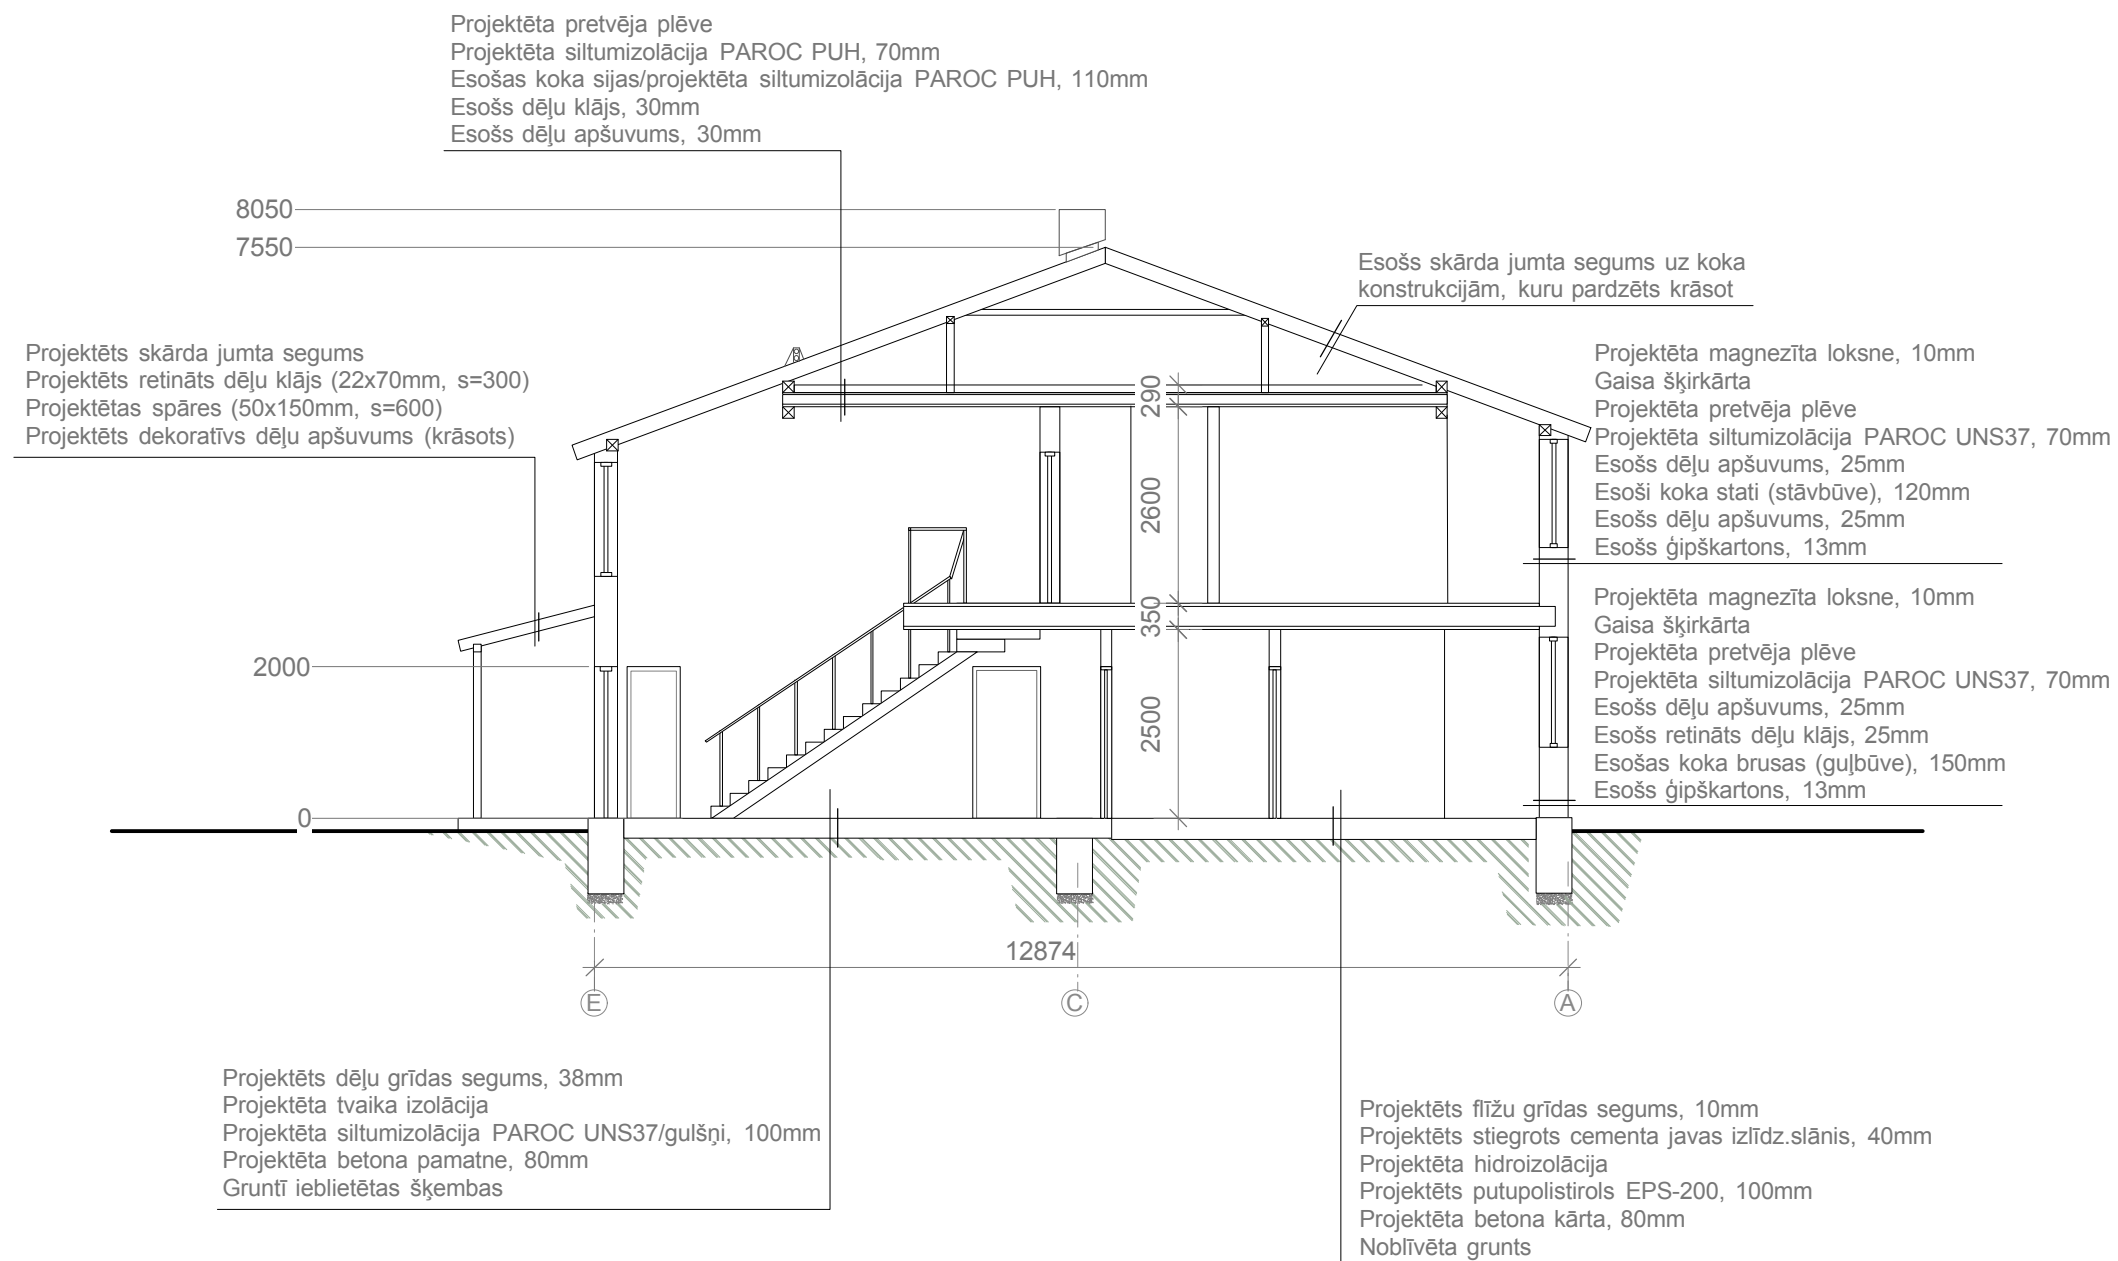 Projektēta pretvēja plēve
Projektēta siltumizolācija PAROC PUH, 70mm
Esošas koka sijas/projektēta siltumizolācija PAROC PUH, 110mm
Esošs dēļu klājs, 30mm
Esošs dēļu apšuvums, 30mm
8050
7550
Esošs skārda jumta segums uz koka
konstrukcijām, kuru pardzēts krāsot
Projektēts skārda jumta segums
Projektēts retināts dēļu klājs (22x70mm, s=300)
Projektētas spāres (50x150mm, s=600)
Projektēts dekoratīvs dēļu apšuvums (krāsots)
Projektēta magnezīta loksne, 10mm
Gaisa šķirkārta
Projektēta pretvēja plēve
Projektēta siltumizolācija PAROC UNS37, 70mm
Esošs dēļu apšuvums, 25mm
Esoši koka stati (stāvbūve), 120mm
Esošs dēļu apšuvums, 25mm
Esošs ģipškartons, 13mm
290
2600
350
2500
2000
0
Projektēta magnezīta loksne, 10mm
Gaisa šķirkārta
Projektēta pretvēja plēve
Projektēta siltumizolācija PAROC UNS37, 70mm
Esošs dēļu apšuvums, 25mm
Esošs retināts dēļu klājs, 25mm
Esošas koka brusas (guļbūve), 150mm
Esošs ģipškartons, 13mm
12874
E
C
A
Projektēts dēļu grīdas segums, 38mm
Projektēta tvaika izolācija
Projektēta siltumizolācija PAROC UNS37/gulšņi, 100mm
Projektēta betona pamatne, 80mm
Gruntī ieblietētas šķembas
Projektēts flīžu grīdas segums, 10mm
Projektēts stiegrots cementa javas izlīdz.slānis, 40mm
Projektēta hidroizolācija
Projektēts putupolistirols EPS-200, 100mm
Projektēta betona kārta, 80mm
Noblīvēta grunts